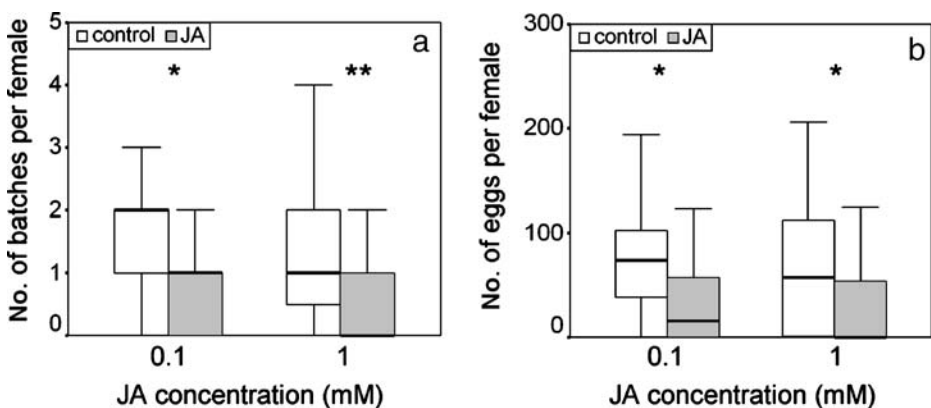 No. of batches per female
5
4
3
2
1
0
control JA
a
* **
0.1 1
JA concentration (mM)
No. of eggs per female
300
200
100
0
control JA
b
* *
0.1 1
JA concentration (mM)